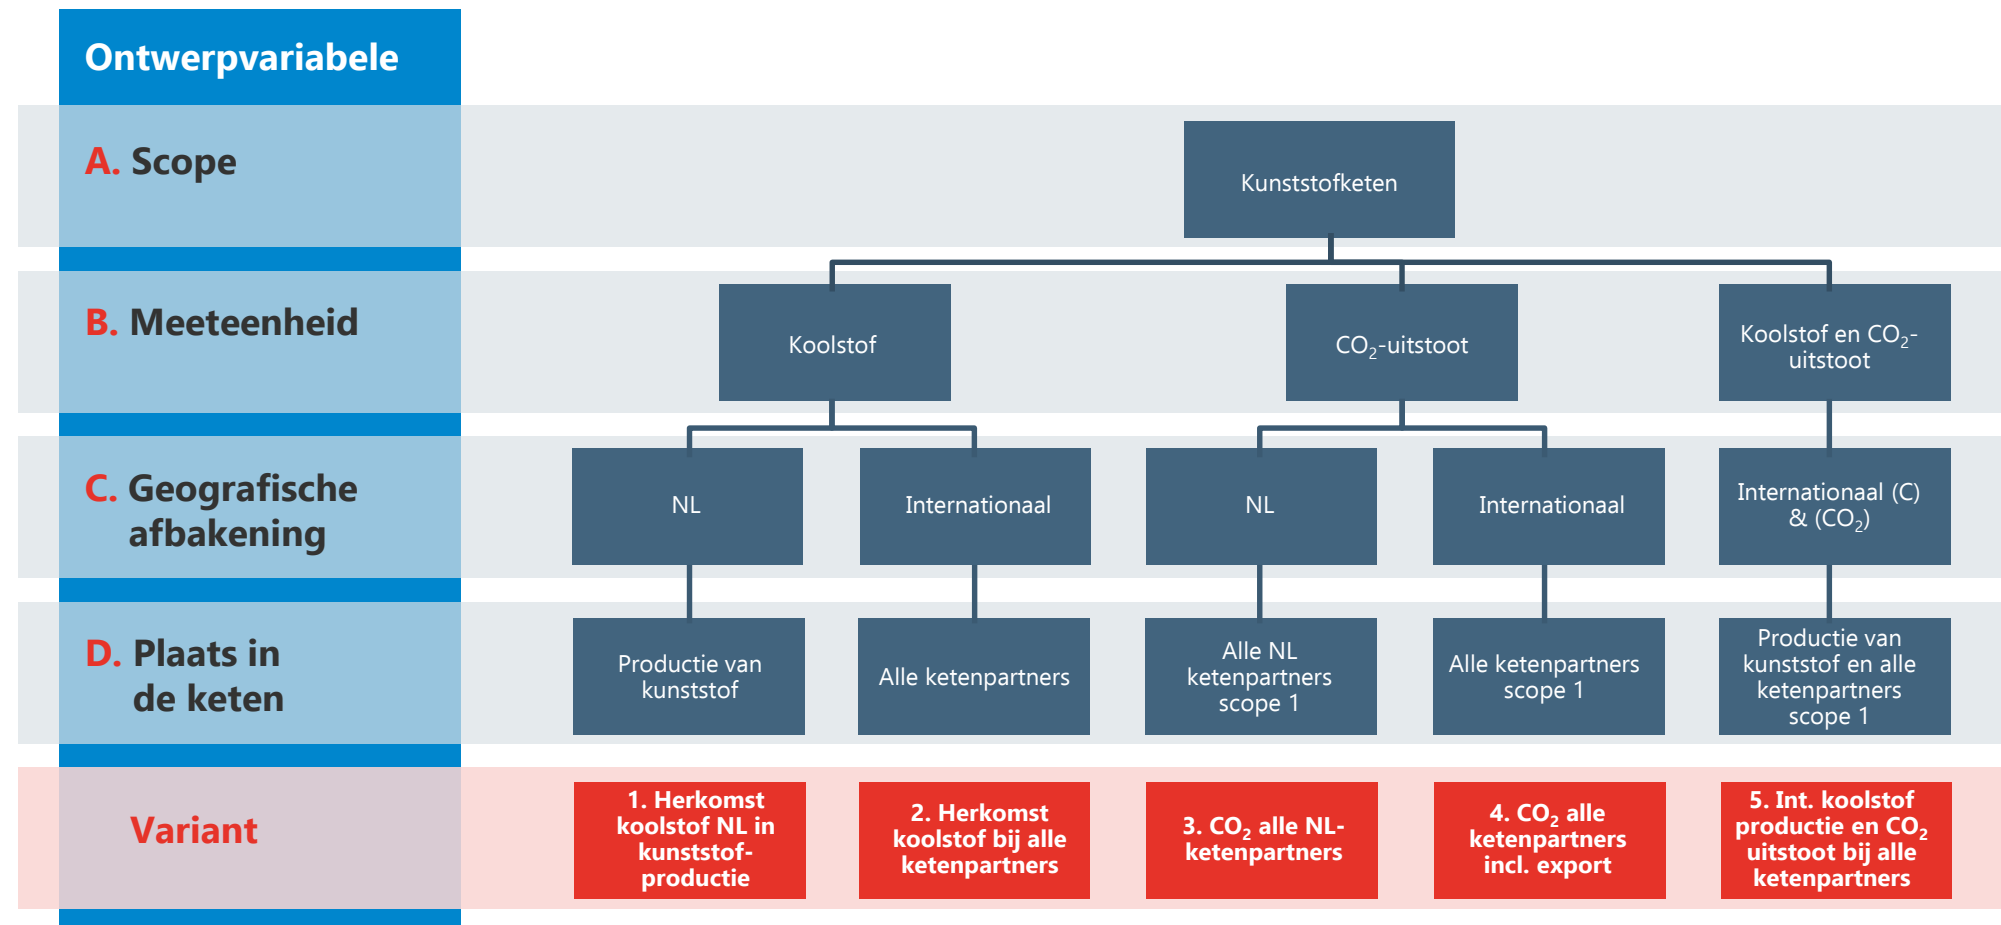 Ontwerpvariabele
A. Scope
Kunststofketen
B. Meeteenheid
Koolstof
CO₂-uitstoot
Koolstof en CO₂-
uitstoot
C. Geografische
afbakening
NL
Internationaal
NL
Internationaal
Internationaal (C)
& (CO₂)
D. Plaats in
de keten
Productie van
kunststof
Alle ketenpartners
Alle NL
ketenpartners
scope 1
Alle ketenpartners
scope 1
Productie van
kunststof en alle
ketenpartners
scope 1
Variant
1. Herkomst
koolstof NL in
kunststof-
productie
2. Herkomst
koolstof bij alle
ketenpartners
3. CO₂ alle NL-
ketenpartners
4. CO₂ alle
ketenpartners
incl. export
5. Int. koolstof
productie en CO₂
uitstoot bij alle
ketenpartners